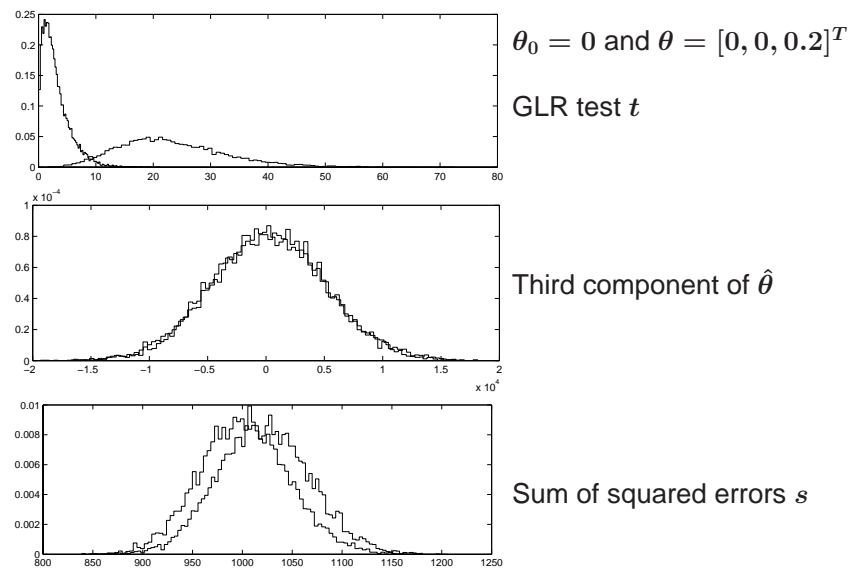 0.25
0.2
0.15
0.1
0.05
0
0 10 20 30 40 50 60 70 80
θ₀ = 0 and θ = [0, 0, 0.2]ᵀ
GLR test t
x 10⁻⁴
1
0.8
0.6
0.4
0.2
0
−2 −1.5 −1 −0.5 0 0.5 1 1.5 2
x 10⁴
Third component of θ̂
0.01
0.008
0.006
0.004
0.002
0
800 850 900 950 1000 1050 1100 1150 1200 1250
Sum of squared errors s